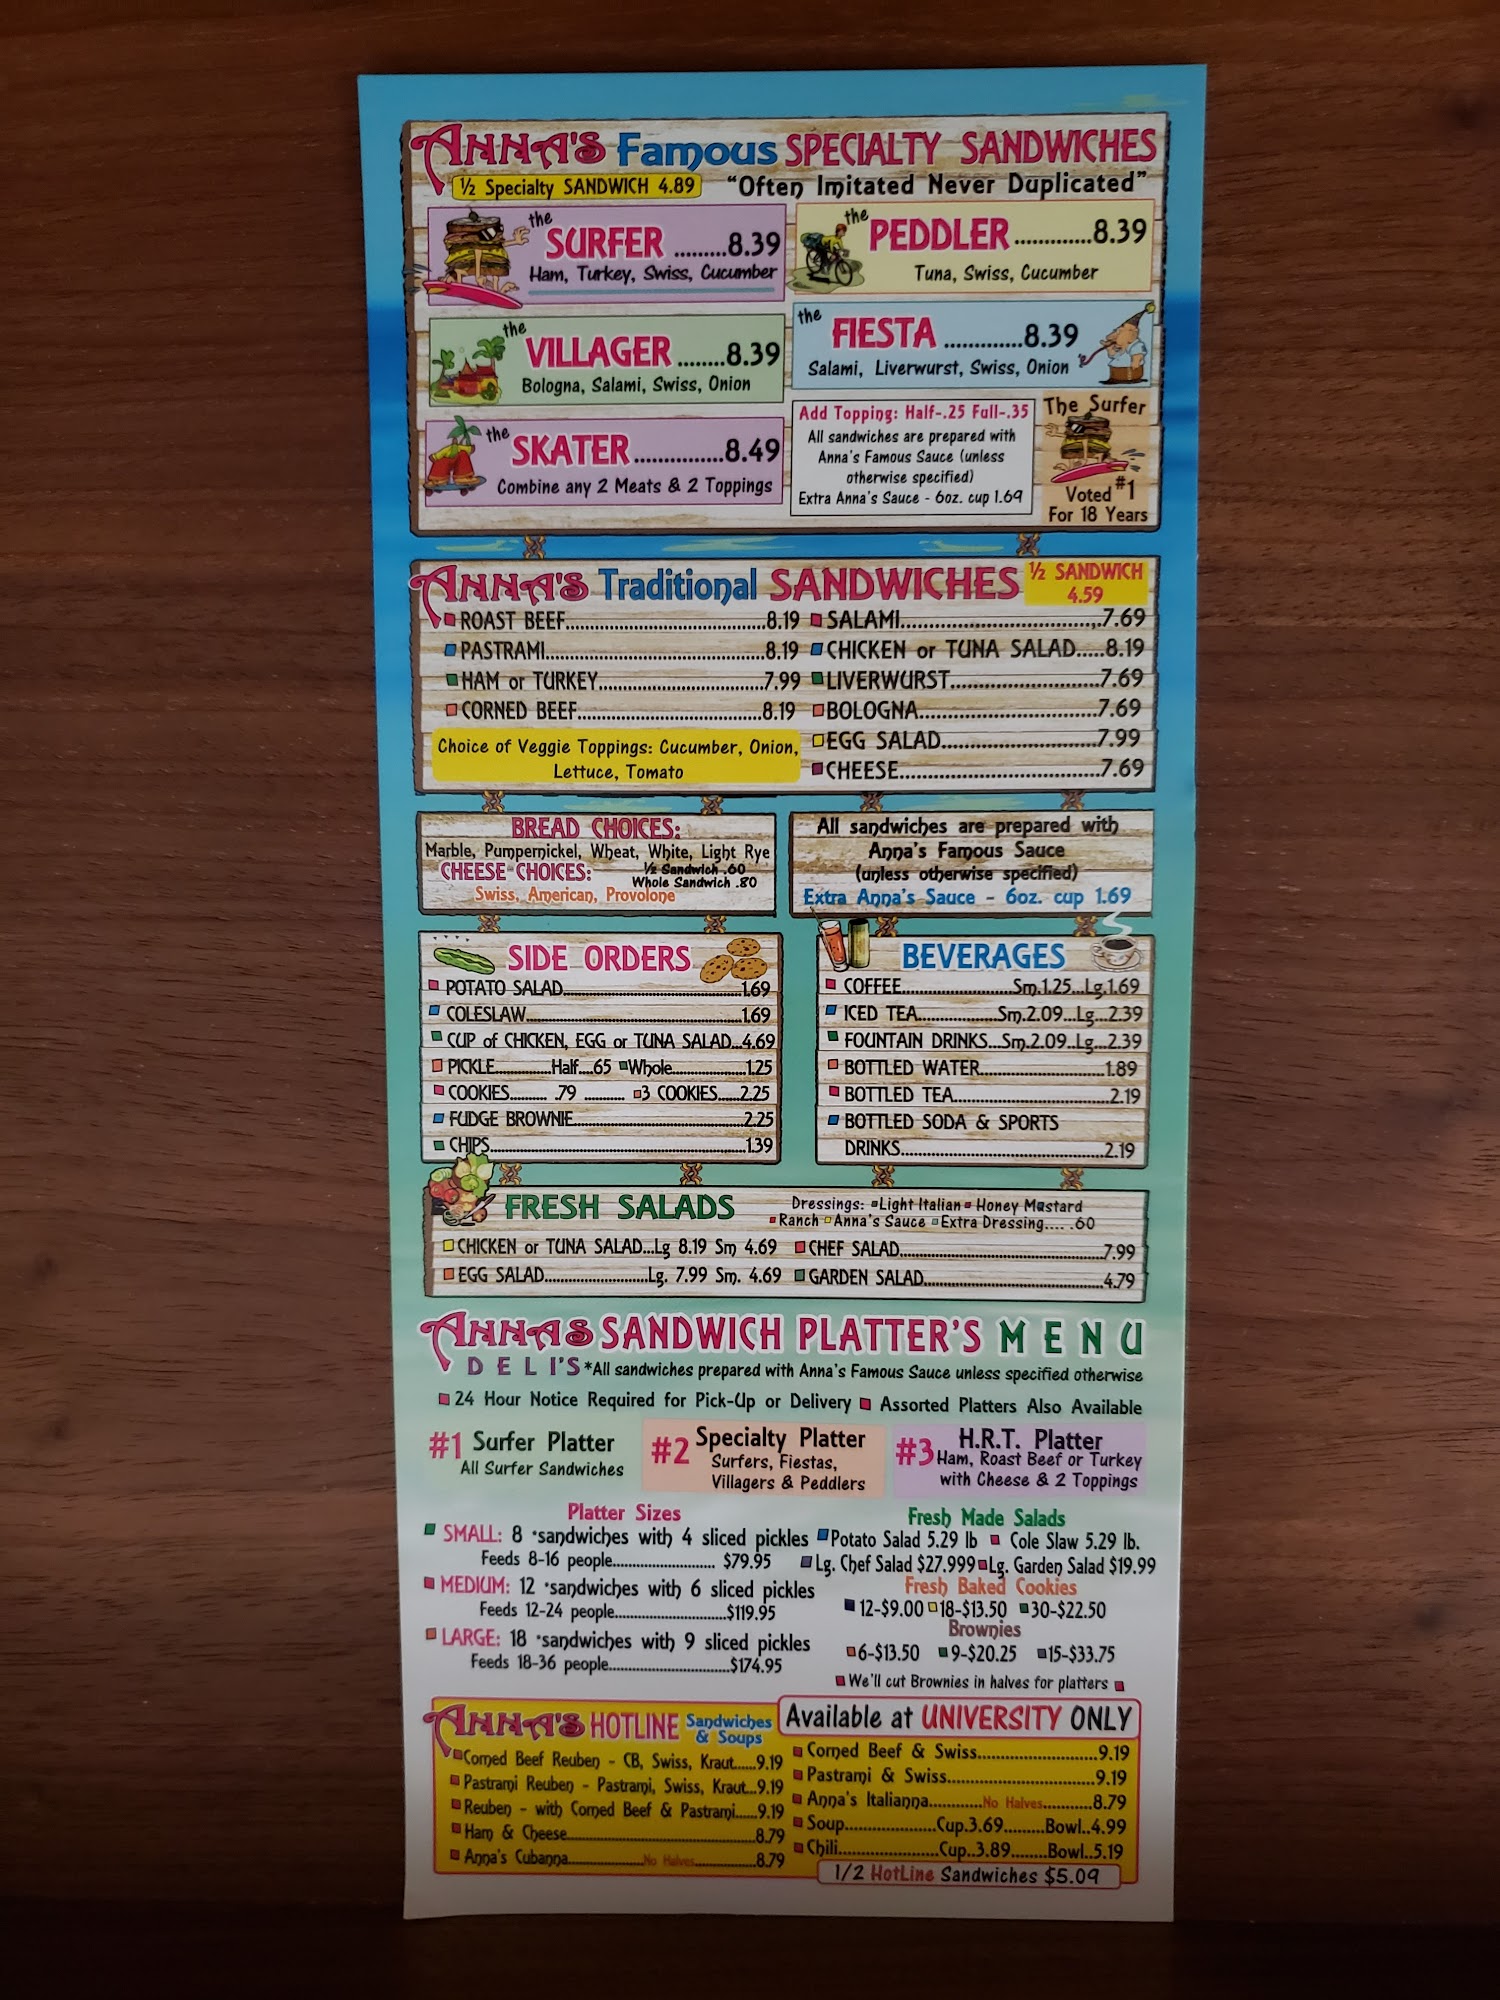 ANNA'S Famous SPECIALTY SANDWICHES
½ Specialty SANDWICH 4.89 "Often Imitated Never Duplicated"
the SURFER .........8.39
Ham, Turkey, Swiss, Cucumber
the PEDDLER .............8.39
Tuna, Swiss, Cucumber
the VILLAGER ........8.39
Bologna, Salami, Swiss, Onion
the FIESTA .............8.39
Salami, Liverwurst, Swiss, Onion
the SKATER...............8.49
Combine any 2 Meats & 2 Toppings
Add Topping: Half-.25 Full-.35
All sandwiches are prepared with
Anna's Famous Sauce (unless
otherwise specified)
Extra Anna's Sauce - 6oz. cup 1.69
The Surfer
Voted #1
For 18 Years
ANNA'S Traditional SANDWICHES
½ SANDWICH
4.59
ROAST BEEF........................................8.19
PASTRAMI............................................8.19
HAM or TURKEY.................................7.99
CORNED BEEF.....................................8.19
Choice of Veggie Toppings: Cucumber, Onion,
Lettuce, Tomato
SALAMI.......................................7.69
CHICKEN or TUNA SALAD.....8.19
LIVERWURST..............................7.69
BOLOGNA...................................7.69
EGG SALAD...............................7.99
CHEESE.......................................7.69
BREAD CHOICES:
Marble, Pumpernickel, Wheat, White, Light Rye
CHEESE CHOICES: ½ Sandwich .60
Whole Sandwich .80
Swiss, American, Provolone
All sandwiches are prepared with
Anna's Famous Sauce
(unless otherwise specified)
Extra Anna's Sauce - 6oz. cup 1.69
SIDE ORDERS
POTATO SALAD.............................................1.69
COLESLAW......................................................1.69
CUP of CHICKEN, EGG or TUNA SALAD...4.69
PICKLE..............Half....65 Whole..................1.25
COOKIES......... .79 .......... 3 COOKIES......2.25
FUDGE BROWNIE...........................................2.25
CHIPS................................................................1.39
BEVERAGES
COFFEE.......................Sm.1.25...Lg.1.69
ICED TEA................Sm.2.09...Lg...2.39
FOUNTAIN DRINKS...Sm.2.09..Lg...2.39
BOTTLED WATER..........................1.89
BOTTLED TEA.................................2.19
BOTTLED SODA & SPORTS
DRINKS..........................................2.19
FRESH SALADS
Dressings: Light Italian Honey Mustard
Ranch Anna's Sauce Extra Dressing.... .60
CHICKEN or TUNA SALAD...Lg 8.19 Sm 4.69
EGG SALAD.........................Lg. 7.99 Sm. 4.69
CHEF SALAD.............................................7.99
GARDEN SALAD.......................................4.79
ANNAS SANDWICH PLATTER'S MENU
DELI'S *All sandwiches prepared with Anna's Famous Sauce unless specified otherwise
24 Hour Notice Required for Pick-Up or Delivery Assorted Platters Also Available
#1 Surfer Platter
All Surfer Sandwiches
#2 Specialty Platter
Surfers, Fiestas,
Villagers & Peddlers
#3 H.R.T. Platter
Ham, Roast Beef or Turkey
with Cheese & 2 Toppings
Platter Sizes
SMALL: 8 *sandwiches with 4 sliced pickles
Feeds 8-16 people......................... $79.95
MEDIUM: 12 *sandwiches with 6 sliced pickles
Feeds 12-24 people...........................$119.95
LARGE: 18 *sandwiches with 9 sliced pickles
Feeds 18-36 people.............................$174.95
Fresh Made Salads
Potato Salad 5.29 lb Cole Slaw 5.29 lb.
Lg. Chef Salad $27.999 Lg. Garden Salad $19.99
Fresh Baked Cookies
12-$9.00 18-$13.50 30-$22.50
Brownies
6-$13.50 9-$20.25 15-$33.75
We'll cut Brownies in halves for platters
ANNA'S HOTLINE Sandwiches
& Soups
Available at UNIVERSITY ONLY
Corned Beef Reuben - CB, Swiss, Kraut.....9.19
Pastrami Reuben - Pastrami, Swiss, Kraut...9.19
Reuben - with Corned Beef & Pastrami.....9.19
Ham & Cheese.............................................8.79
Anna's Cubanna..................No Halves..............8.79
Corned Beef & Swiss..........................9.19
Pastrami & Swiss.................................9.19
Anna's Italianna............No Halves...........8.79
Soup....................Cup.3.69.........Bowl..4.99
Chili......................Cup..3.89........Bowl..5.19
1/2 HotLine Sandwiches $5.09